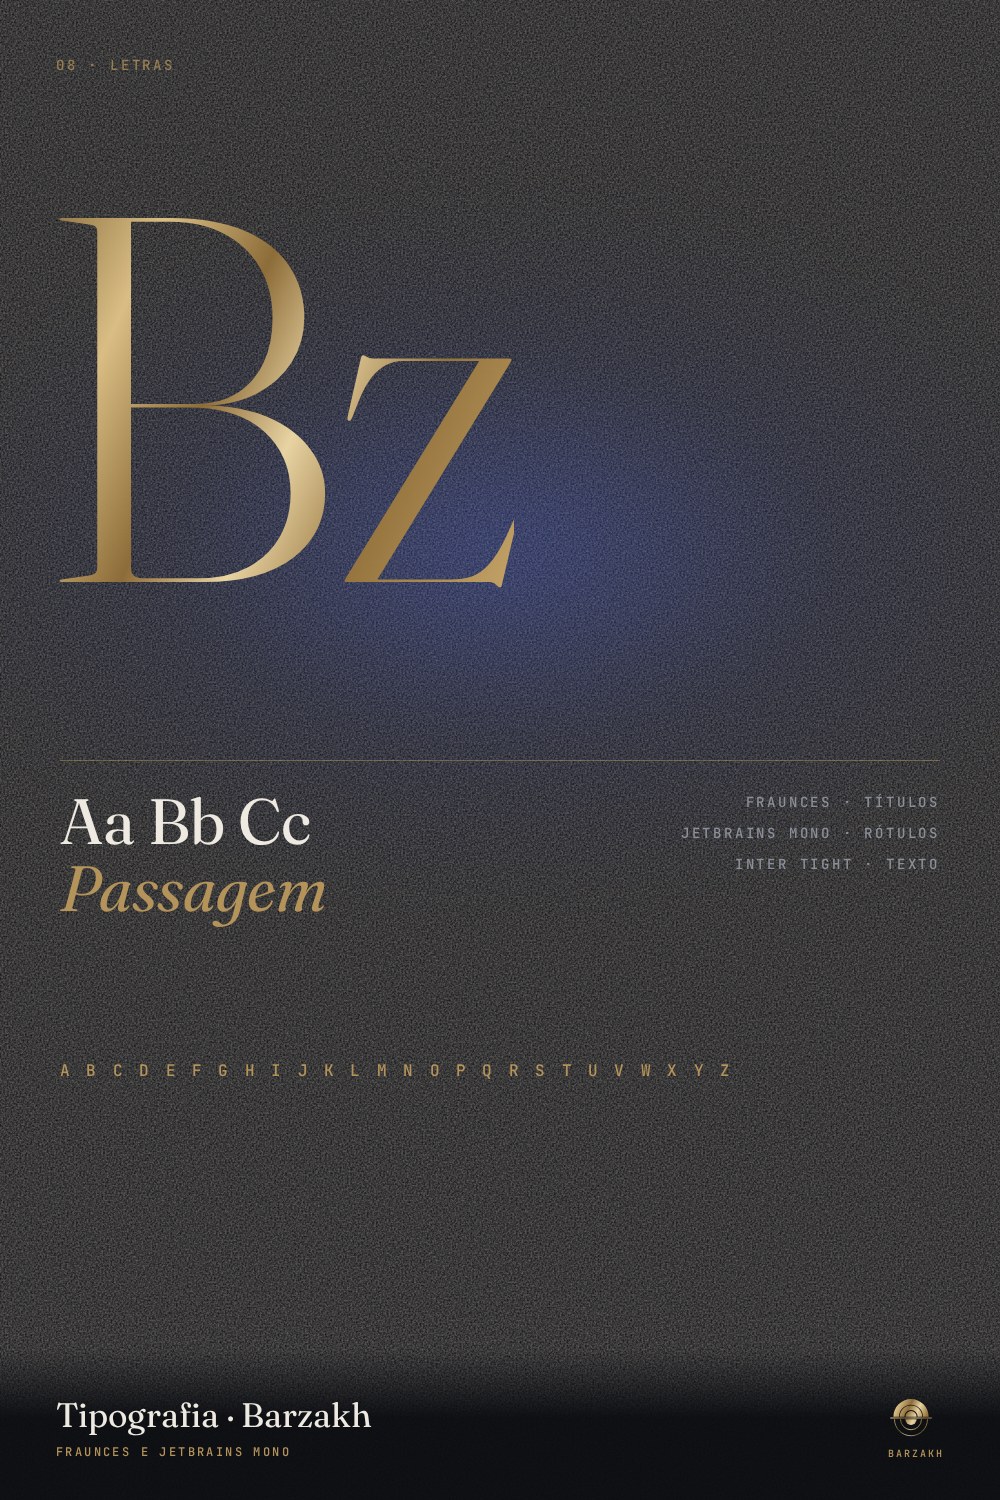 08 · LETRAS
Bz
Aa Bb Cc
Passagem
FRAUNCES · TÍTULOS
JETBRAINS MONO · RÓTULOS
INTER TIGHT · TEXTO
A B C D E F G H I J K L M N O P Q R S T U V W X Y Z
Tipografia · Barzakh
FRAUNCES E JETBRAINS MONO
BARZAKH